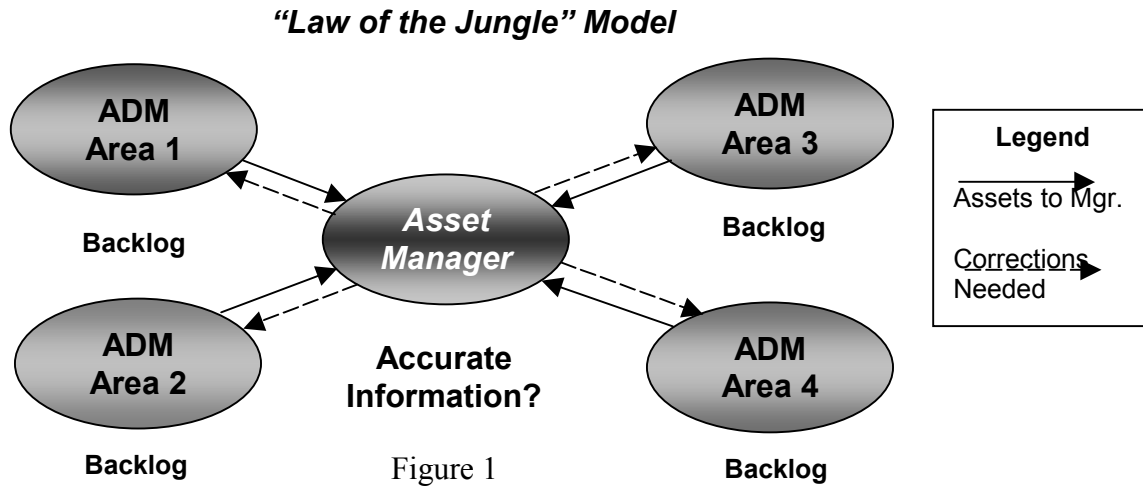 “Law of the Jungle” Model
ADM
Area 1
ADM
Area 3
Legend
Assets to Mgr.
Corrections
Needed
Asset
Manager
Backlog
Backlog
ADM
Area 2
Accurate
Information?
ADM
Area 4
Backlog
Figure 1
Backlog